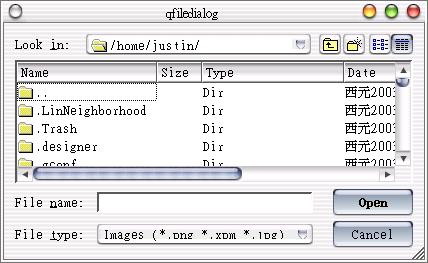 qfiledialog
Look in: /home/justin/
Name Size Type Date
.. Dir 西元2003
.LinNeighborhood Dir 西元2003
.Trash Dir 西元2003
.designer Dir 西元2003
.gconf Dir 西元2003
File name: Open
File type: Images (*.png *.xpm *.jpg) Cancel